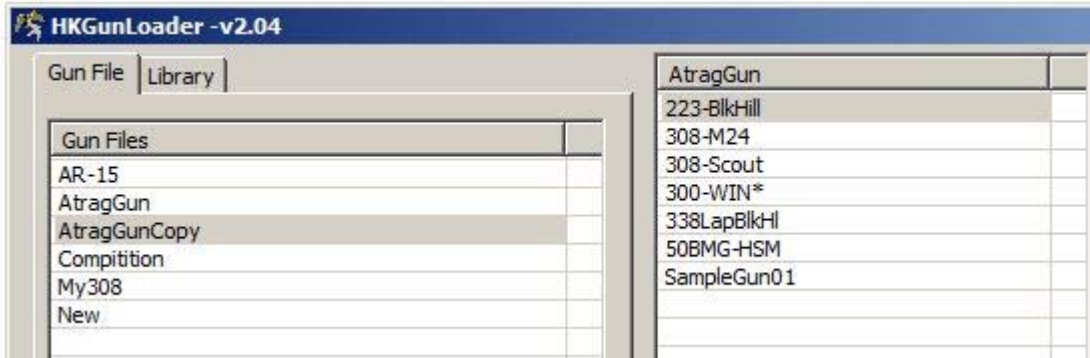 HKGunLoader -v2.04
Gun File Library
Gun Files
AR-15
AtragGun
AtragGunCopy
Compitition
My308
New
AtragGun
223-BlkHill
308-M24
308-Scout
300-WIN*
338LapBlkHl
50BMG-HSM
SampleGun01